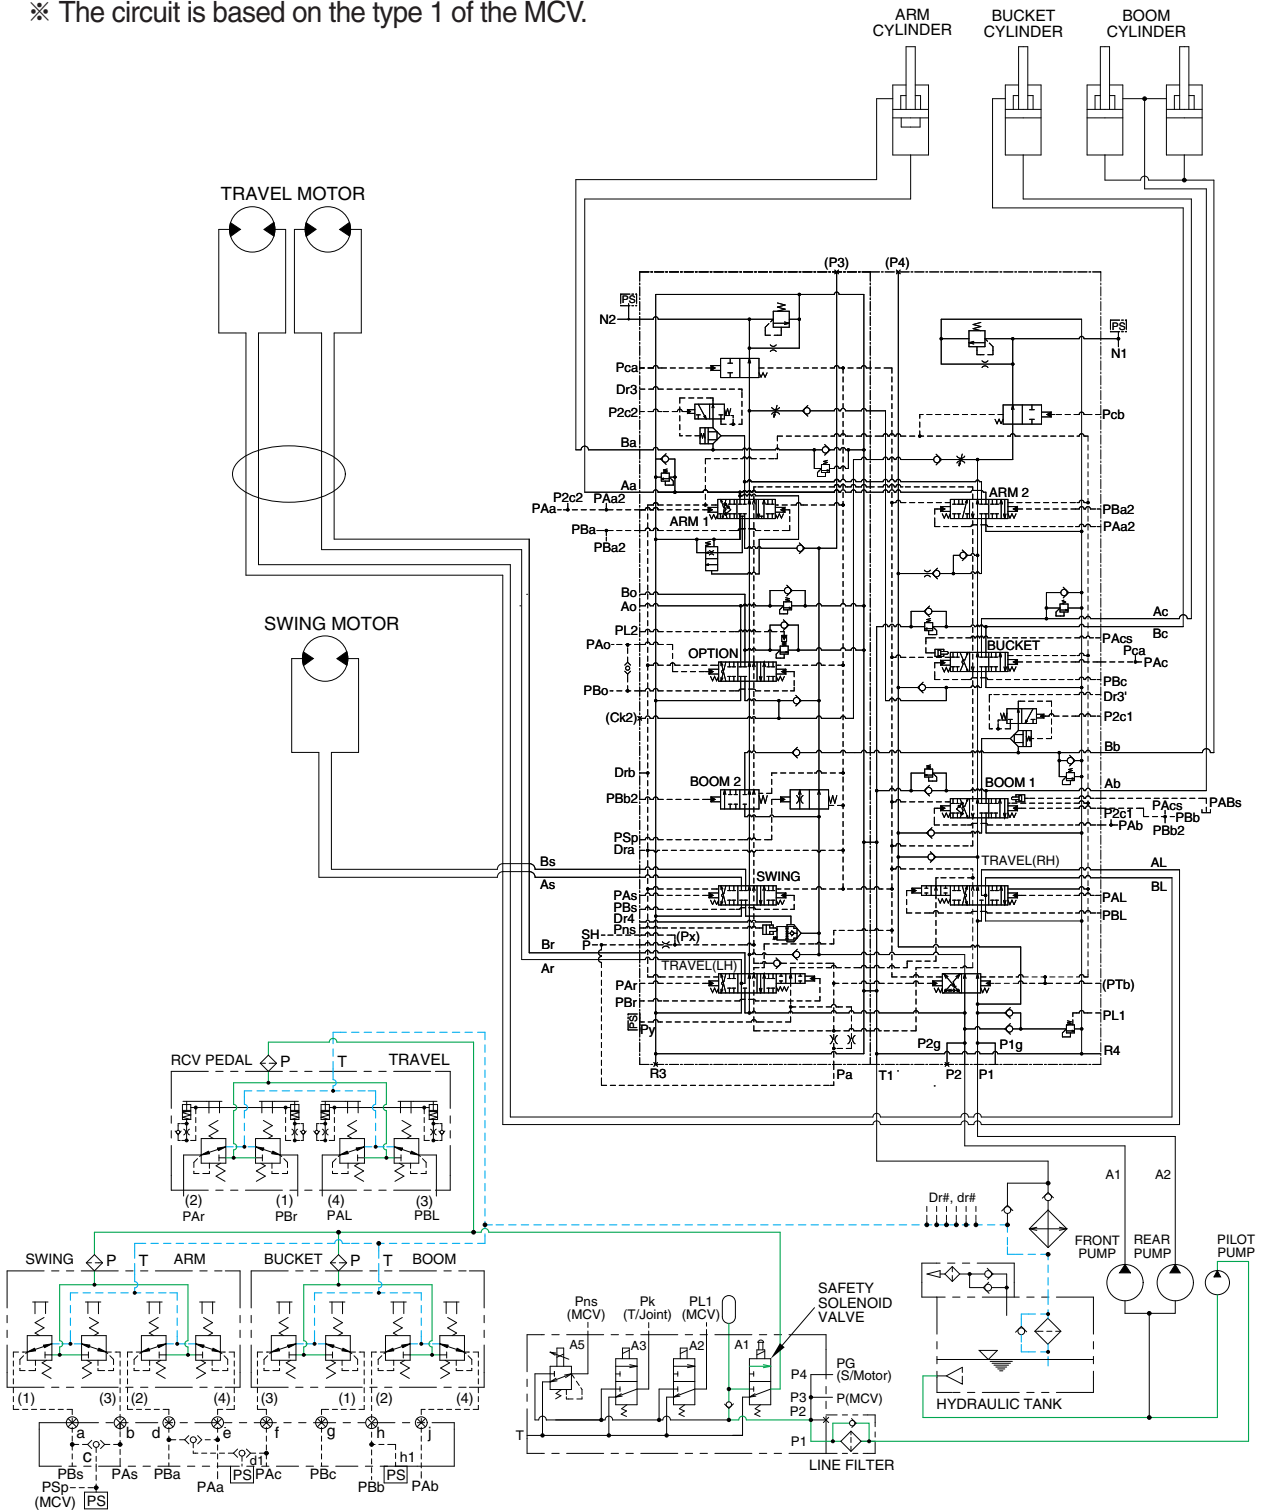 ※ The circuit is based on the type 1 of the MCV.
ARM
CYLINDER
BUCKET
CYLINDER
BOOM
CYLINDER
TRAVEL MOTOR
(P3)
(P4)
PS
N2
PS
N1
Pca
Dr3
P2c2
Pcb
Ba
Aa
P2c2
PAa2
PAa
ARM 1
ARM 2
PBa2
PAa2
PBa
PBa2
Bo
Ao
PL2
PAo
OPTION
PBo
(Ck2)
Ac
Bc
PAcs
Pca
PAc
BUCKET
PBc
Dr3'
P2c1
Bb
SWING MOTOR
Drb
BOOM 2
PBb2
PSp
Dra
BOOM 1
Ab
PAcs
PABs
P2c1
PBb
PAb
PBb2
Bs
As
SWING
PAs
PBs
Dr4
Pns
SH
P
(Px)
TRAVEL(RH)
AL
BL
PAL
PBL
Br
Ar
TRAVEL(LH)
PAr
PBr
PS
Py
(PTb)
PL1
P2g
P1g
R4
R3
Pa
T1
P2
P1
RCV PEDAL
P
T
TRAVEL
(2)
PAr
(1)
PBr
(4)
PAL
(3)
PBL
A1
A2
Dr#, dr#
FRONT
PUMP
REAR
PUMP
PILOT
PUMP
HYDRAULIC TANK
SWING
P
T
ARM
BUCKET
P
T
BOOM
(1)
(3)
(2)
(4)
(3)
(1)
(2)
(4)
a
b
d
e
f
g
h
j
c
d1
h1
PBs
PAs
PBa
PAa
PS
PAc
PBc
PBb
PS
PAb
PSp
(MCV)
PS
Pns
(MCV)
Pk
(T/Joint)
PL1
(MCV)
SAFETY
SOLENOID
VALVE
A5
A3
A2
A1
PG
(S/Motor)
P4
P3
P(MCV)
P2
P1
T
LINE FILTER